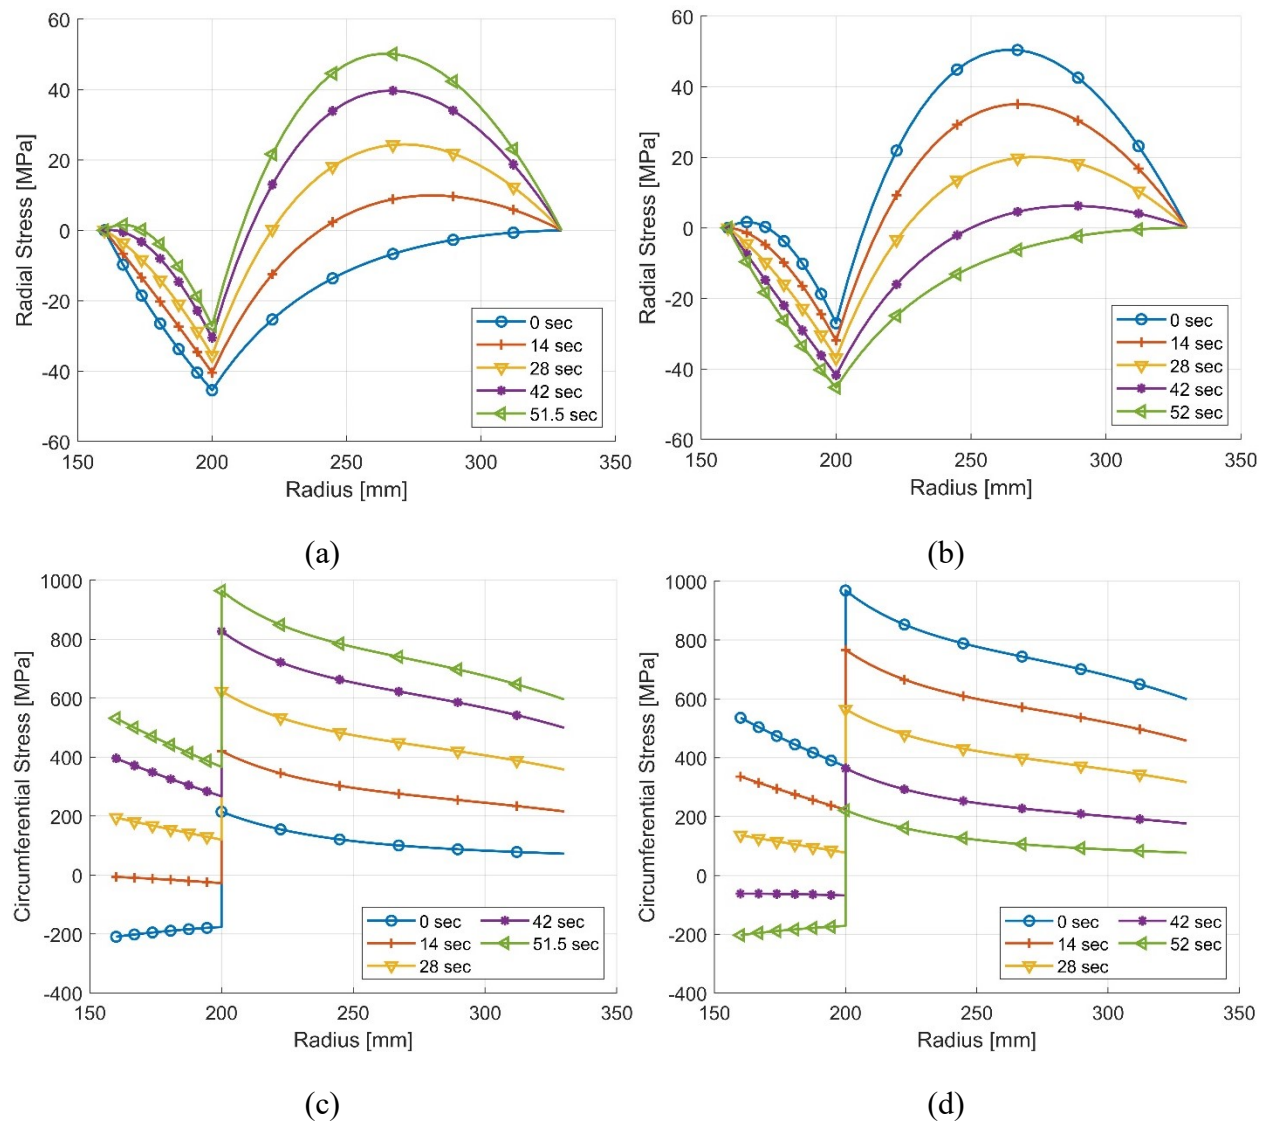 (a)
Radial Stress [MPa]
60
40
20
0
-20
-40
-60
150 200 250 300 350
Radius [mm]
0 sec
14 sec
28 sec
42 sec
51.5 sec
(b)
Radial Stress [MPa]
60
40
20
0
-20
-40
-60
150 200 250 300 350
Radius [mm]
0 sec
14 sec
28 sec
42 sec
52 sec
(c)
Circumferential Stress [MPa]
1000
800
600
400
200
0
-200
-400
150 200 250 300 350
Radius [mm]
0 sec 42 sec
14 sec 51.5 sec
28 sec
(d)
Circumferential Stress [MPa]
1000
800
600
400
200
0
-200
-400
150 200 250 300 350
Radius [mm]
0 sec 42 sec
14 sec 52 sec
28 sec